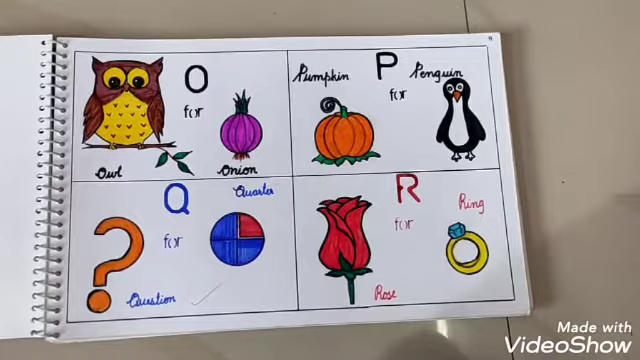 O
for
Owl
Onion
P
for
Pumpkin
Penguin
Q
for
Quarter
Question
R
for
Ring
Rose
Made with
VideoShow